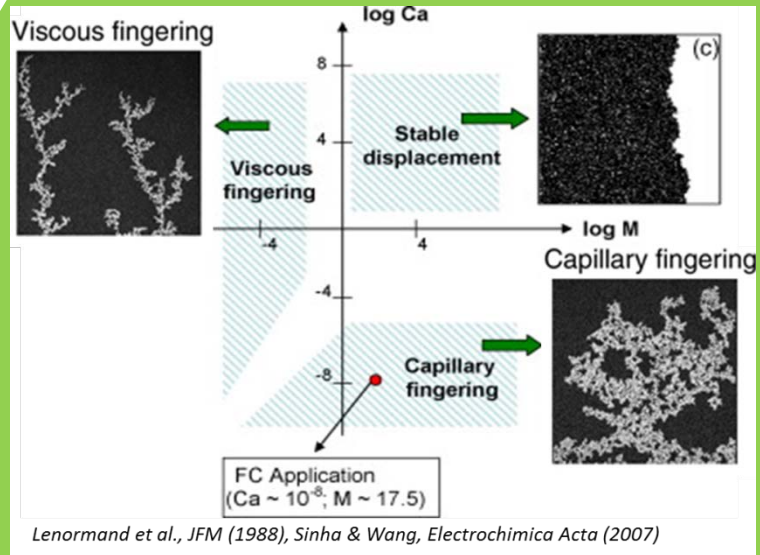 Viscous fingering
log Ca
(c)
8
Stable
displacement
4
Viscous
fingering
log M
-4
4
Capillary fingering
-4
Capillary
fingering
-8
FC Application
(Ca ~ 10⁻⁸; M ~ 17.5)
Lenormand et al., JFM (1988), Sinha & Wang, Electrochimica Acta (2007)